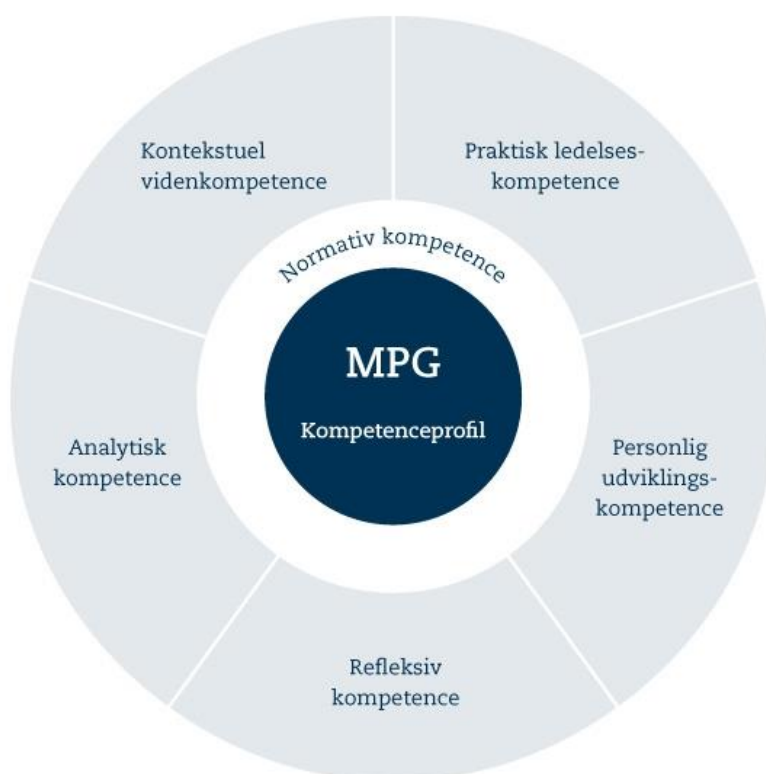 Kontekstuel
videnkompetence
Praktisk ledelses-
kompetence
Normativ kompetence
MPG
Kompetenceprofil
Analytisk
kompetence
Personlig
udviklings-
kompetence
Refleksiv
kompetence